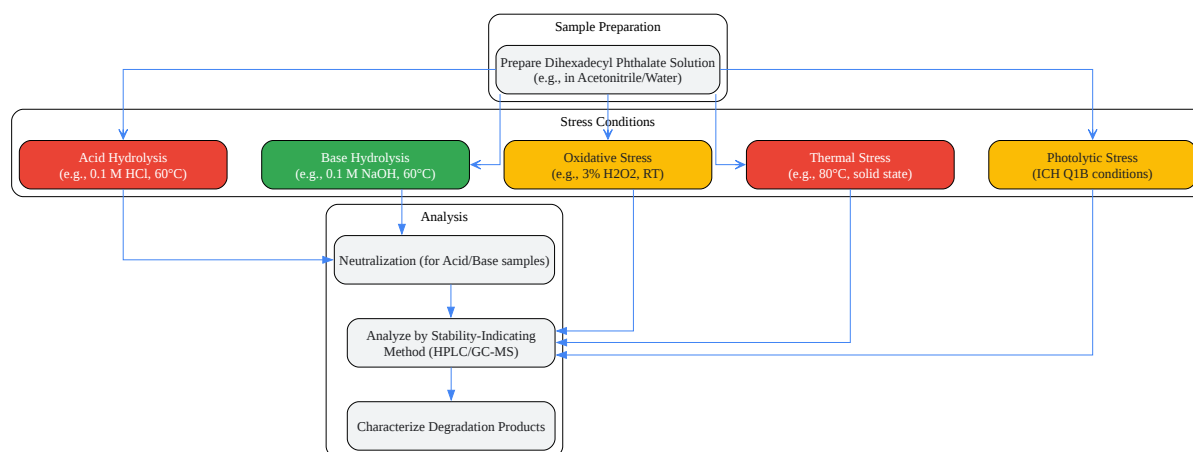 Sample Preparation
Prepare Dihexadecyl Phthalate Solution
(e.g., in Acetonitrile/Water)
Stress Conditions
Acid Hydrolysis
(e.g., 0.1 M HCl, 60°C)
Base Hydrolysis
(e.g., 0.1 M NaOH, 60°C)
Oxidative Stress
(e.g., 3% H2O2, RT)
Thermal Stress
(e.g., 80°C, solid state)
Photolytic Stress
(ICH Q1B conditions)
Analysis
Neutralization (for Acid/Base samples)
Analyze by Stability-Indicating
Method (HPLC/GC-MS)
Characterize Degradation Products